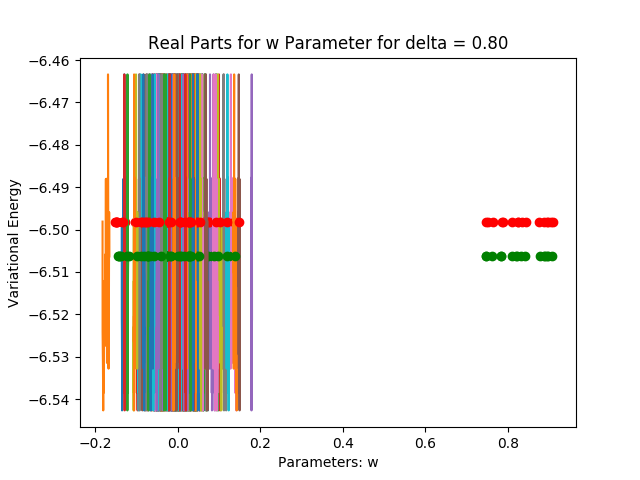 Real Parts for w Parameter for delta = 0.80
−6.46
−6.47
−6.48
−6.49
−6.50
−6.51
−6.52
−6.53
−6.54
Variational Energy
−0.2 0.0 0.2 0.4 0.6 0.8
Parameters: w